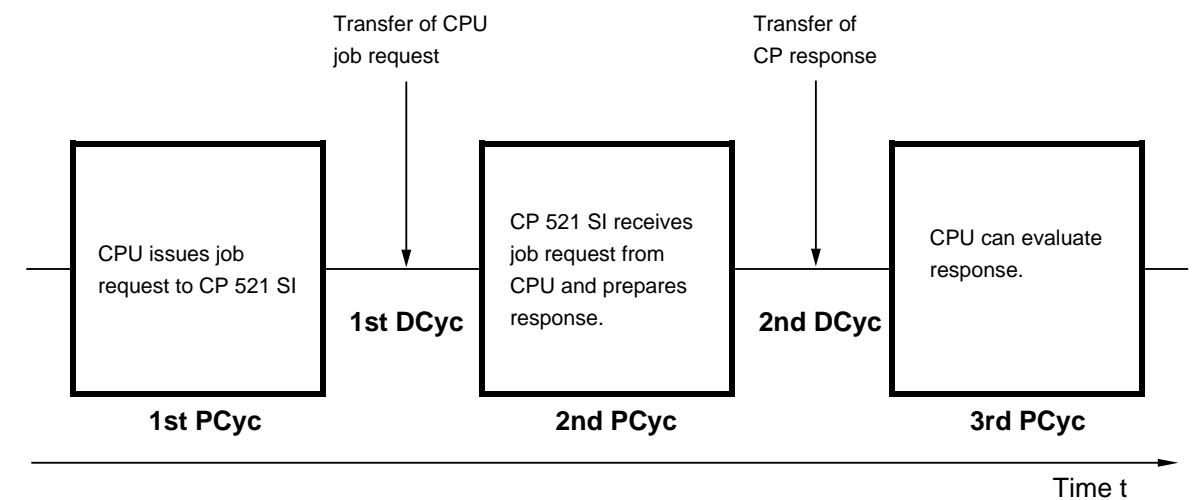 Transfer of CPU
job request
Transfer of
CP response
CPU issues job
request to CP 521 SI
1st DCyc
CP 521 SI receives
job request from
CPU and prepares
response.
2nd DCyc
CPU can evaluate
response.
1st PCyc
2nd PCyc
3rd PCyc
Time t